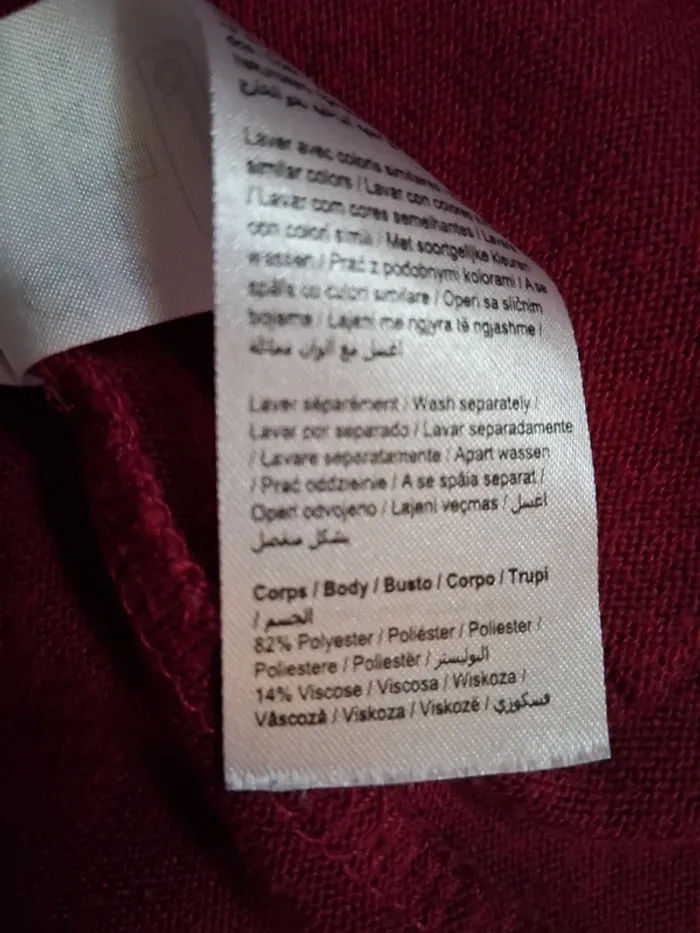 Laver avec coloris similaires
similar colors / Lavar con colores
/ Lavar com cores semelhantes / Lavare
con colori simili / Met soortgelijke kleuren
wassen / Prać z podobnymi kolorami / A se
spăla cu culori similare / Operi sa sličnim
bojama / Lajeni me ngjyra të ngjashme /
اغسل مع ألوان مماثلة
Laver séparément / Wash separately /
Lavar por separado / Lavar separadamente
/ Lavare separatamente / Apart wassen
/ Prać oddzielnie / A se spăla separat /
Operi odvojeno / Lajeni veçmas / اغسل
بشكل منفصل
Corps / Body / Busto / Corpo / Trupi
/ الجسم
82% Polyester / Poliéster / Poliester /
Poliestere / Poliestër / البوليستر
14% Viscose / Viscosa / Wiskoza /
Vâscoză / Viskoza / Viskozë / فسكوزي